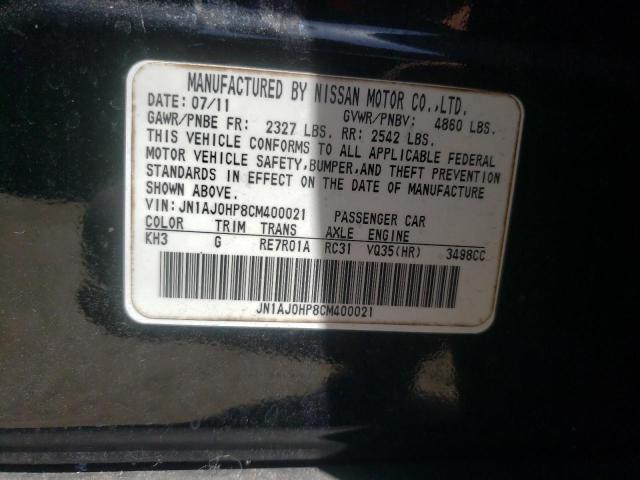 MANUFACTURED BY NISSAN MOTOR CO.,LTD.
DATE: 07/11 GVWR/PNBV: 4860 LBS.
GAWR/PNBE FR: 2327 LBS. RR: 2542 LBS.
THIS VEHICLE CONFORMS TO ALL APPLICABLE FEDERAL
MOTOR VEHICLE SAFETY,BUMPER,AND THEFT PREVENTION
STANDARDS IN EFFECT ON THE DATE OF MANUFACTURE
SHOWN ABOVE.
VIN: JN1AJ0HP8CM400021 PASSENGER CAR
COLOR TRIM TRANS AXLE ENGINE
KH3 G RE7R01A RC31 VQ35(HR) 3498CC
JN1AJ0HP8CM400021